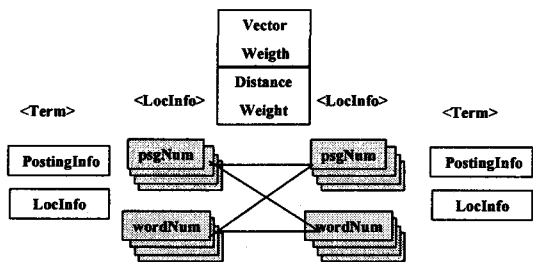 Vector
Weigth
Distance
Weight
<Term>
<LocInfo>
<LocInfo>
<Term>
PostingInfo
psgNum
psgNum
PostingInfo
LocInfo
wordNum
wordNum
LocInfo